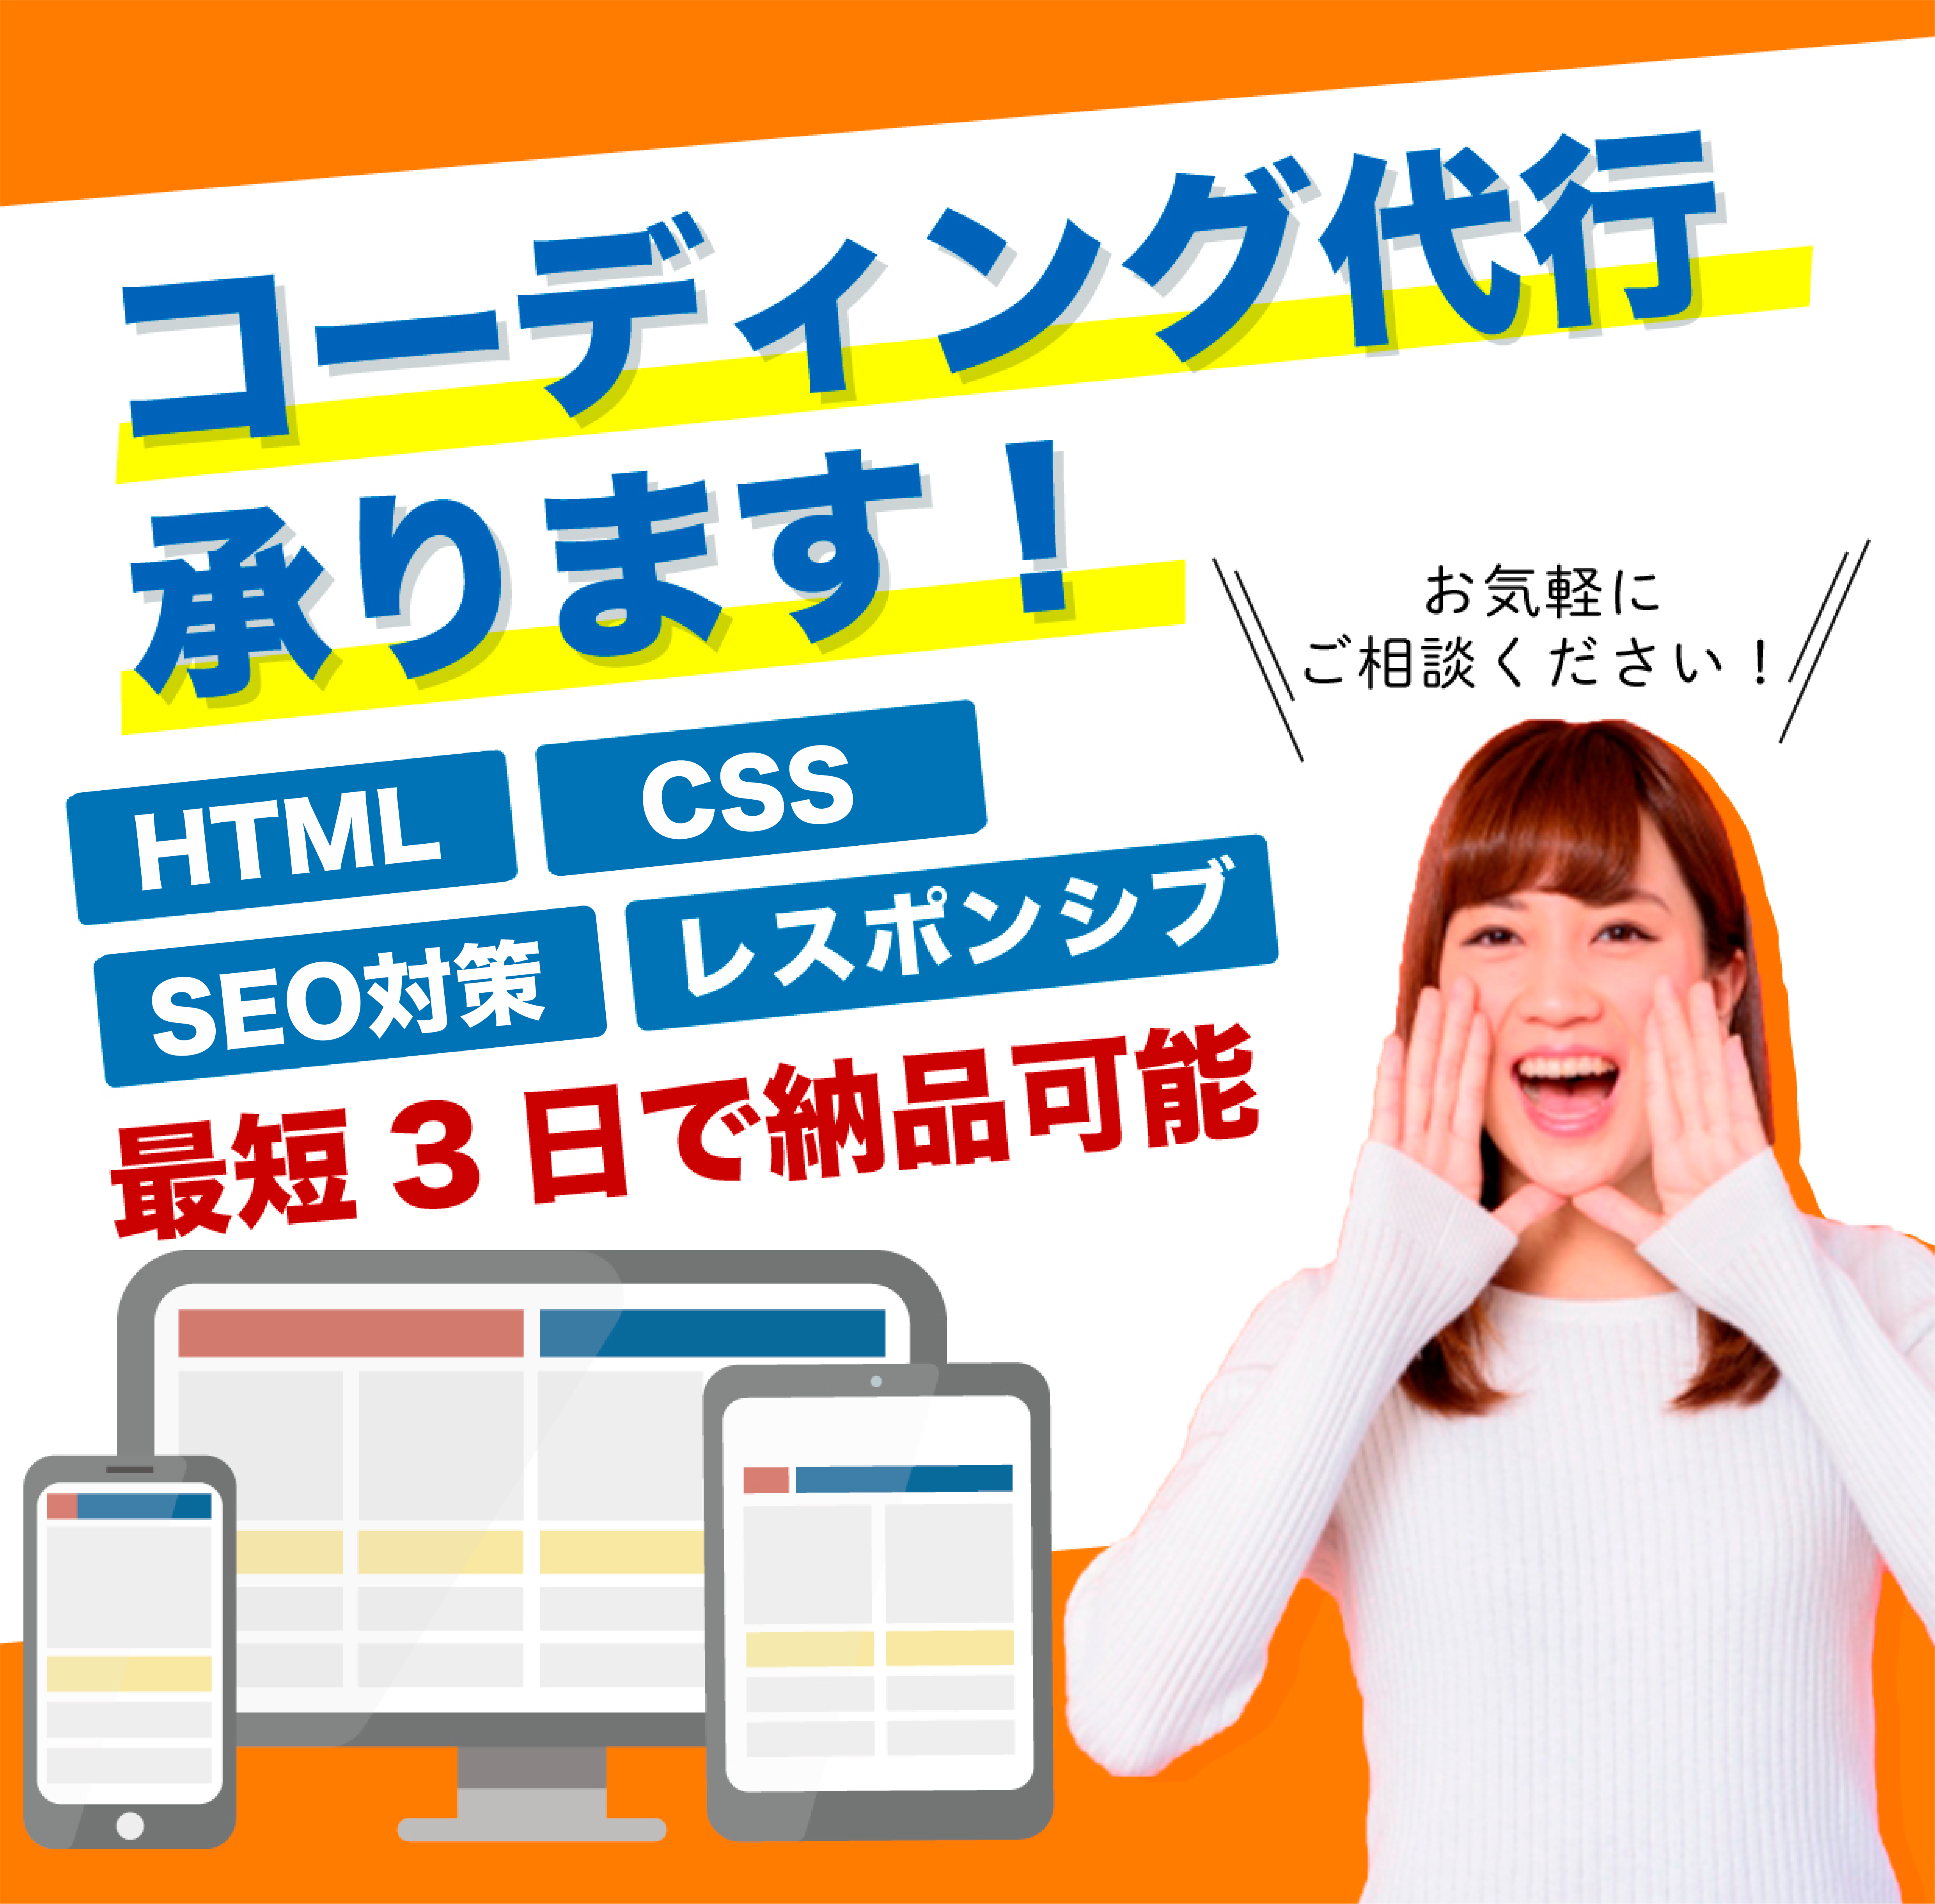 コーディング代行
承ります！
お気軽に
ご相談ください！
HTML
CSS
SEO対策
レスポンシブ
最短3日で納品可能